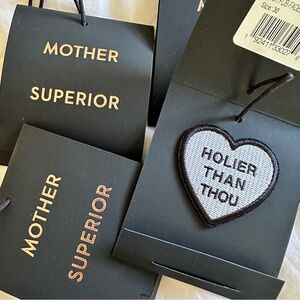 MOTHER
SUPERIOR
MOTHER
SUPERIOR
HOLIER
THAN
THOU
Size: 30